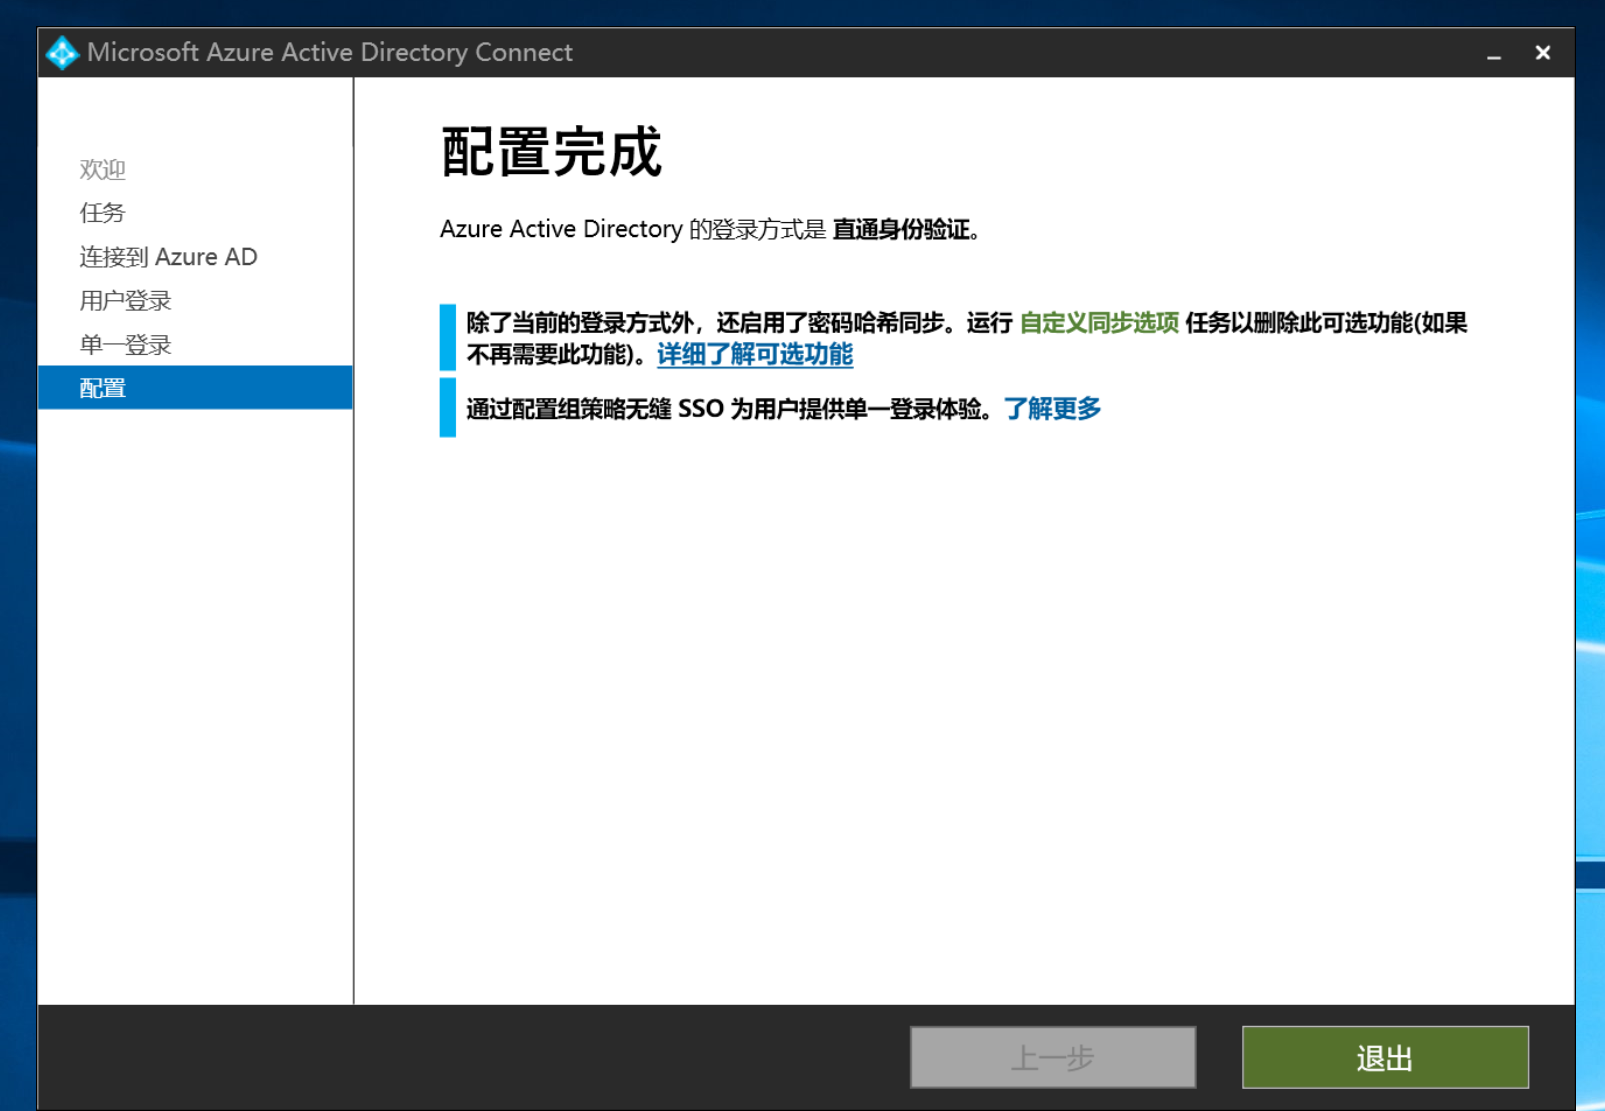 Microsoft Azure Active Directory Connect
欢迎
任务
连接到 Azure AD
用户登录
单一登录
配置
配置完成
Azure Active Directory 的登录方式是 直通身份验证。
除了当前的登录方式外，还启用了密码哈希同步。运行 自定义同步选项 任务以删除此可选功能(如果
不再需要此功能)。详细了解可选功能
通过配置组策略无缝 SSO 为用户提供单一登录体验。了解更多
上一步
退出